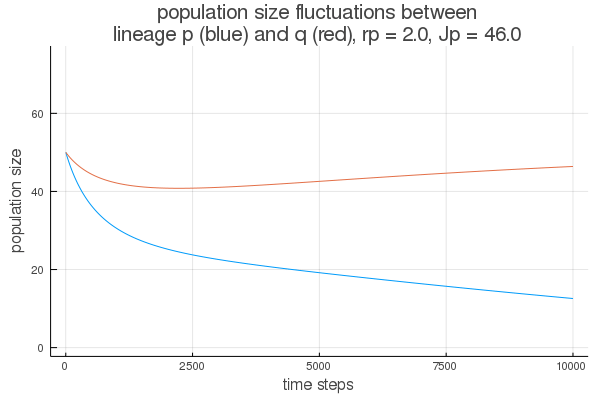 population size fluctuations between
lineage p (blue) and q (red), rp = 2.0, Jp = 46.0
population size
60
40
20
0
0 2500 5000 7500 10000
time steps